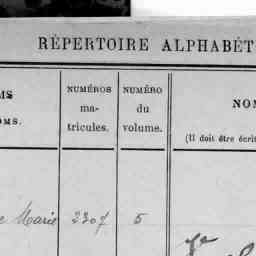 RÉPERTOIRE ALPHABÉT
MS
OMS.
NUMÉROS
ma-
tricules.
NUMÉRO
du
volume.
NOM
(Il doit être écrit
Marie 2307 5